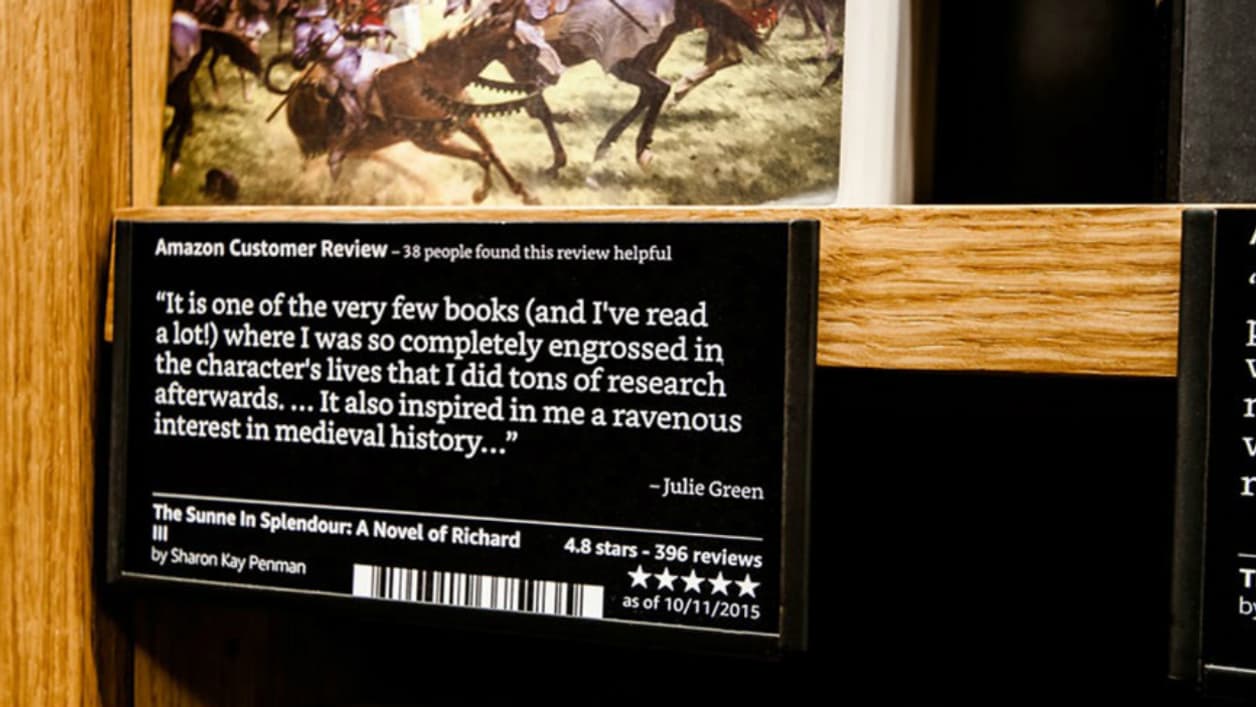 Amazon Customer Review – 38 people found this review helpful
“It is one of the very few books (and I've read
a lot!) where I was so completely engrossed in
the character's lives that I did tons of research
afterwards. ... It also inspired in me a ravenous
interest in medieval history...”
–Julie Green
The Sunne In Splendour: A Novel of Richard
III
by Sharon Kay Penman
4.8 stars - 396 reviews
as of 10/11/2015